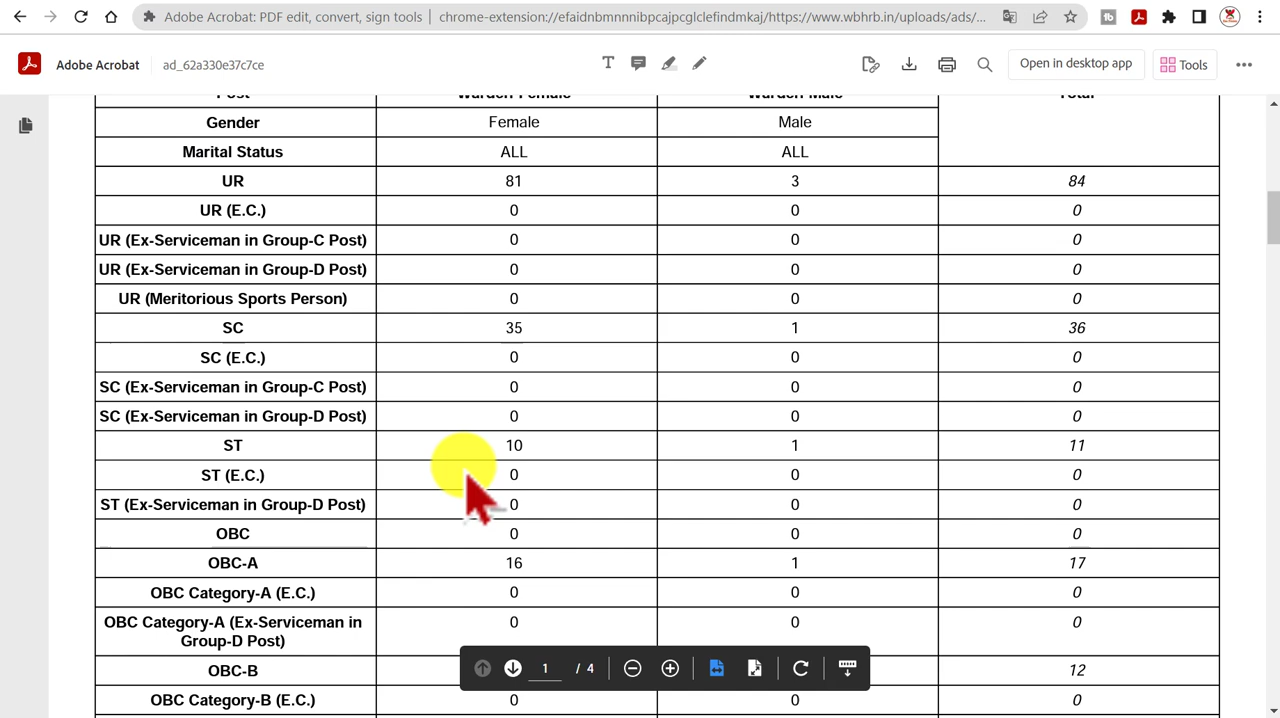 Adobe Acrobat: PDF edit, convert, sign tools | chrome-extension://efaidnbmnnnibpcajpcglclefindmkaj/https://www.wbhrb.in/uploads/ads/...
Adobe Acrobat ad_62a330e37c7ce Open in desktop app Tools
Post Warden Female Warden Male Total
Gender Female Male
Marital Status ALL ALL
UR 81 3 84
UR (E.C.) 0 0 0
UR (Ex-Serviceman in Group-C Post) 0 0 0
UR (Ex-Serviceman in Group-D Post) 0 0 0
UR (Meritorious Sports Person) 0 0 0
SC 35 1 36
SC (E.C.) 0 0 0
SC (Ex-Serviceman in Group-C Post) 0 0 0
SC (Ex-Serviceman in Group-D Post) 0 0 0
ST 10 1 11
ST (E.C.) 0 0 0
ST (Ex-Serviceman in Group-D Post) 0 0 0
OBC 0 0 0
OBC-A 16 1 17
OBC Category-A (E.C.) 0 0 0
OBC Category-A (Ex-Serviceman in 0 0 0
Group-D Post)
OBC-B 12
1 / 4
OBC Category-B (E.C.) 0 0 0